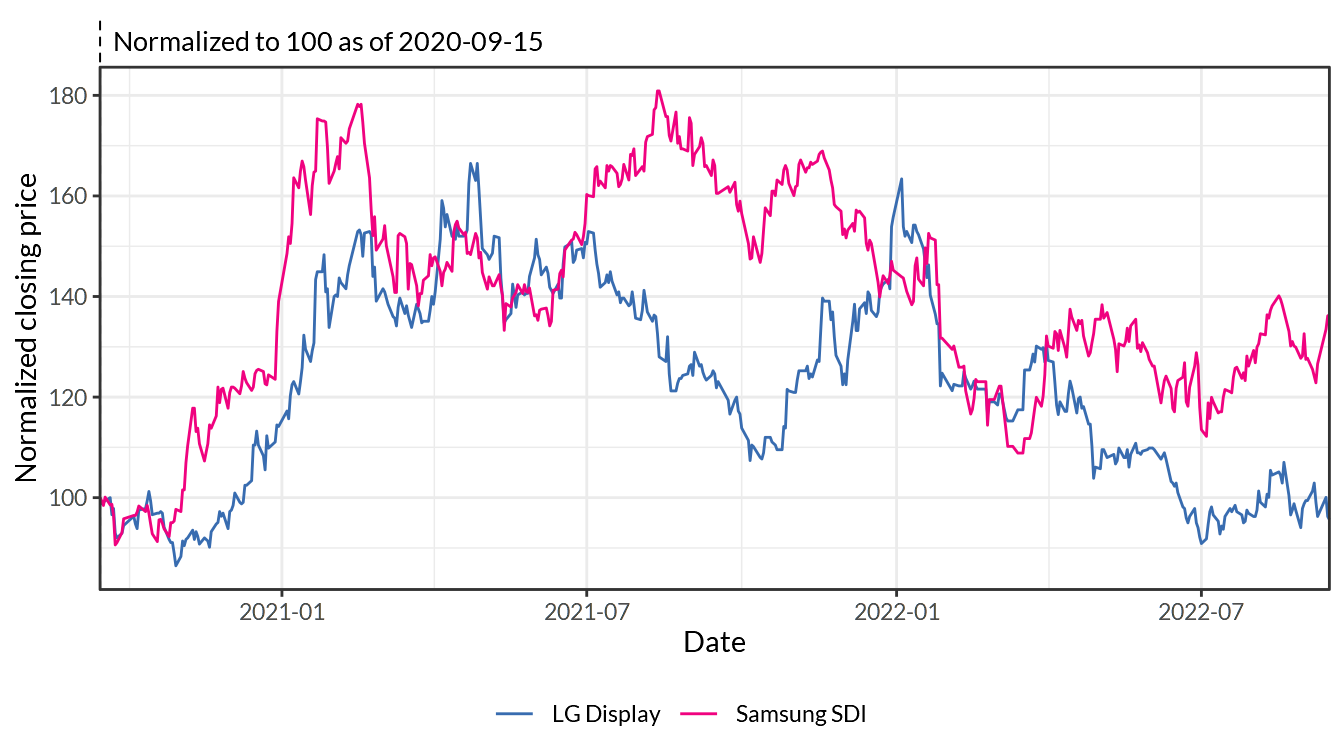 Normalized to 100 as of 2020-09-15
180
160
140
120
100
Normalized closing price
2021-01
2021-07
2022-01
2022-07
Date
LG Display
Samsung SDI